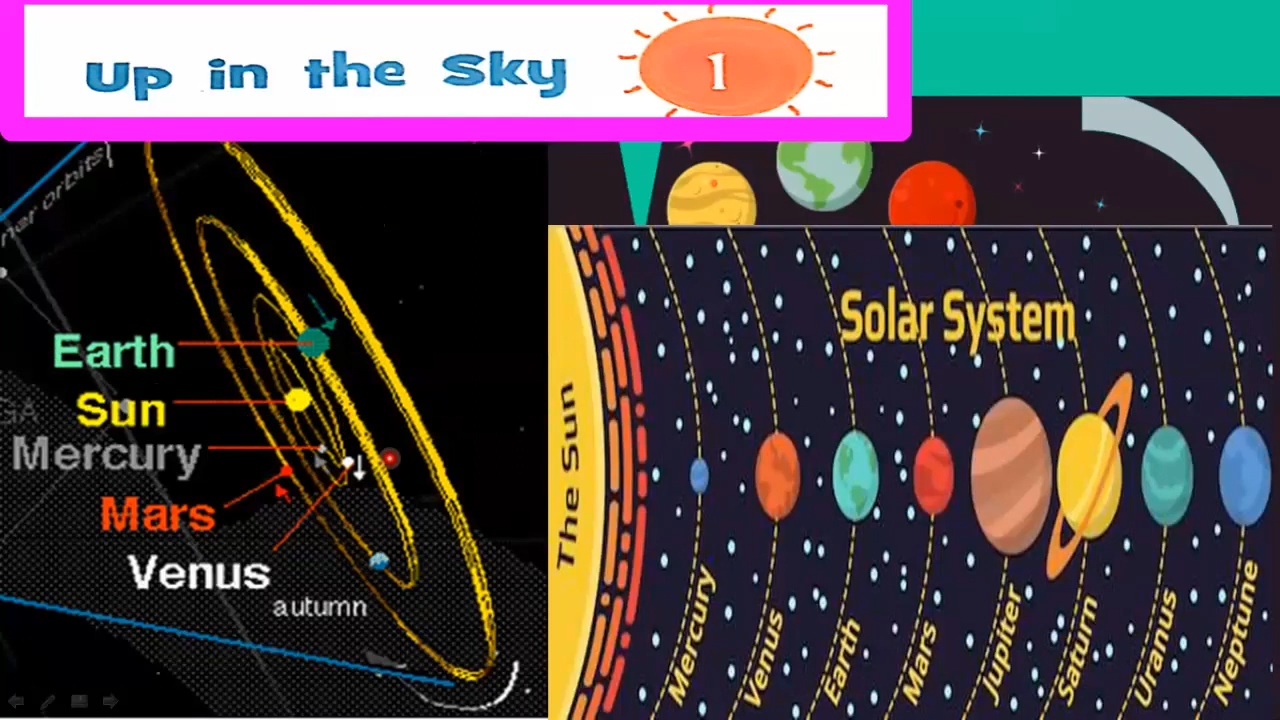 Up in the Sky
1
Earth
Sun
Mercury
Mars
Venus
autumn
Solar System
The Sun
Mercury
Venus
Earth
Mars
Jupiter
Saturn
Uranus
Neptune